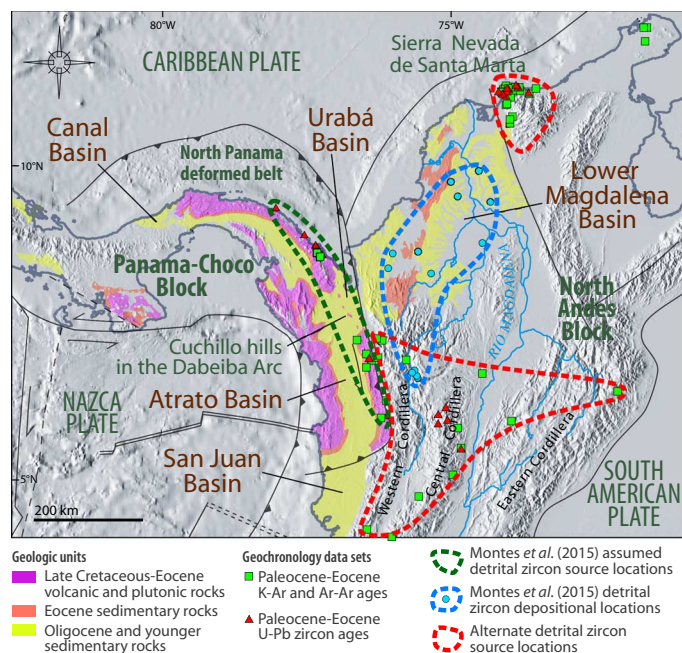 80°W
75°W
Sierra Nevada
de Santa Marta
CARIBBEAN PLATE
Urabá
Basin
Canal
Basin
North Panama
deformed belt
10°N
Lower
Magdalena
Basin
Panama-Choco
Block
North
Andes
Block
RIO MAGDALENA
Cuchillo hills
in the Dabeiba Arc
NAZCA
PLATE
Atrato Basin
Western Cordillera
Central Cordillera
Eastern Cordillera
San Juan
Basin
5°N
SOUTH
AMERICAN
PLATE
200 km
Geologic units
Late Cretaceous-Eocene
volcanic and plutonic rocks
Eocene sedimentary rocks
Oligocene and younger
sedimentary rocks
Geochronology data sets
Paleocene-Eocene
K-Ar and Ar-Ar ages
Paleocene-Eocene
U-Pb zircon ages
Montes et al. (2015) assumed
detrital zircon source locations
Montes et al. (2015) detrital
zircon depositional locations
Alternate detrital zircon
source locations